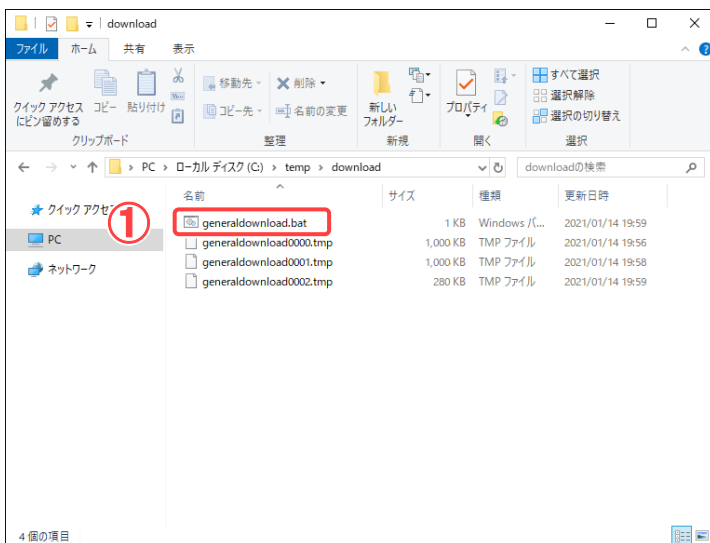 download
ファイル ホーム 共有 表示
クイック アクセス
にピン留めする
コピー
貼り付け
移動先
コピー先
削除
名前の変更
新しい
フォルダー
プロパティ
すべて選択
選択解除
選択の切り替え
クリップボード 整理 新規 開く 選択
PC › ローカル ディスク (C:) › temp › download
downloadの検索
クイック アクセ
PC
ネットワーク
①
名前 サイズ 種類 更新日時
generaldownload.bat 1 KB Windows バ... 2021/01/14 19:59
generaldownload0000.tmp 1,000 KB TMP ファイル 2021/01/14 19:56
generaldownload0001.tmp 1,000 KB TMP ファイル 2021/01/14 19:58
generaldownload0002.tmp 280 KB TMP ファイル 2021/01/14 19:59
4 個の項目